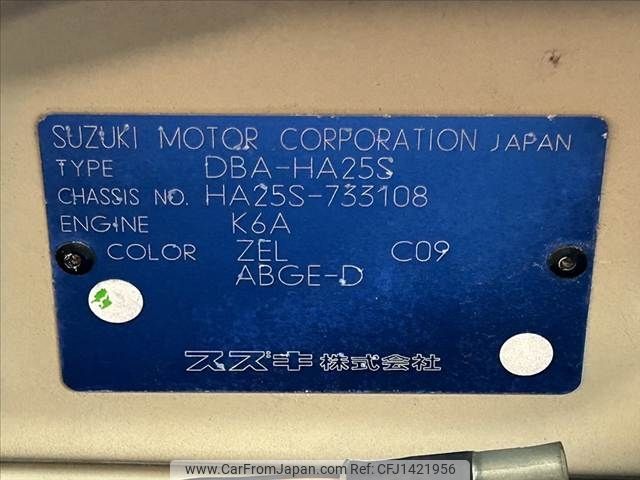 SUZUKI MOTOR CORPORATION JAPAN
TYPE DBA-HA25S
CHASSIS NO. HA25S-733108
ENGINE K6A
COLOR ZEL C09
ABGE-D
スズキ株式会社
www.CarFromJapan.com | CFJ1421956